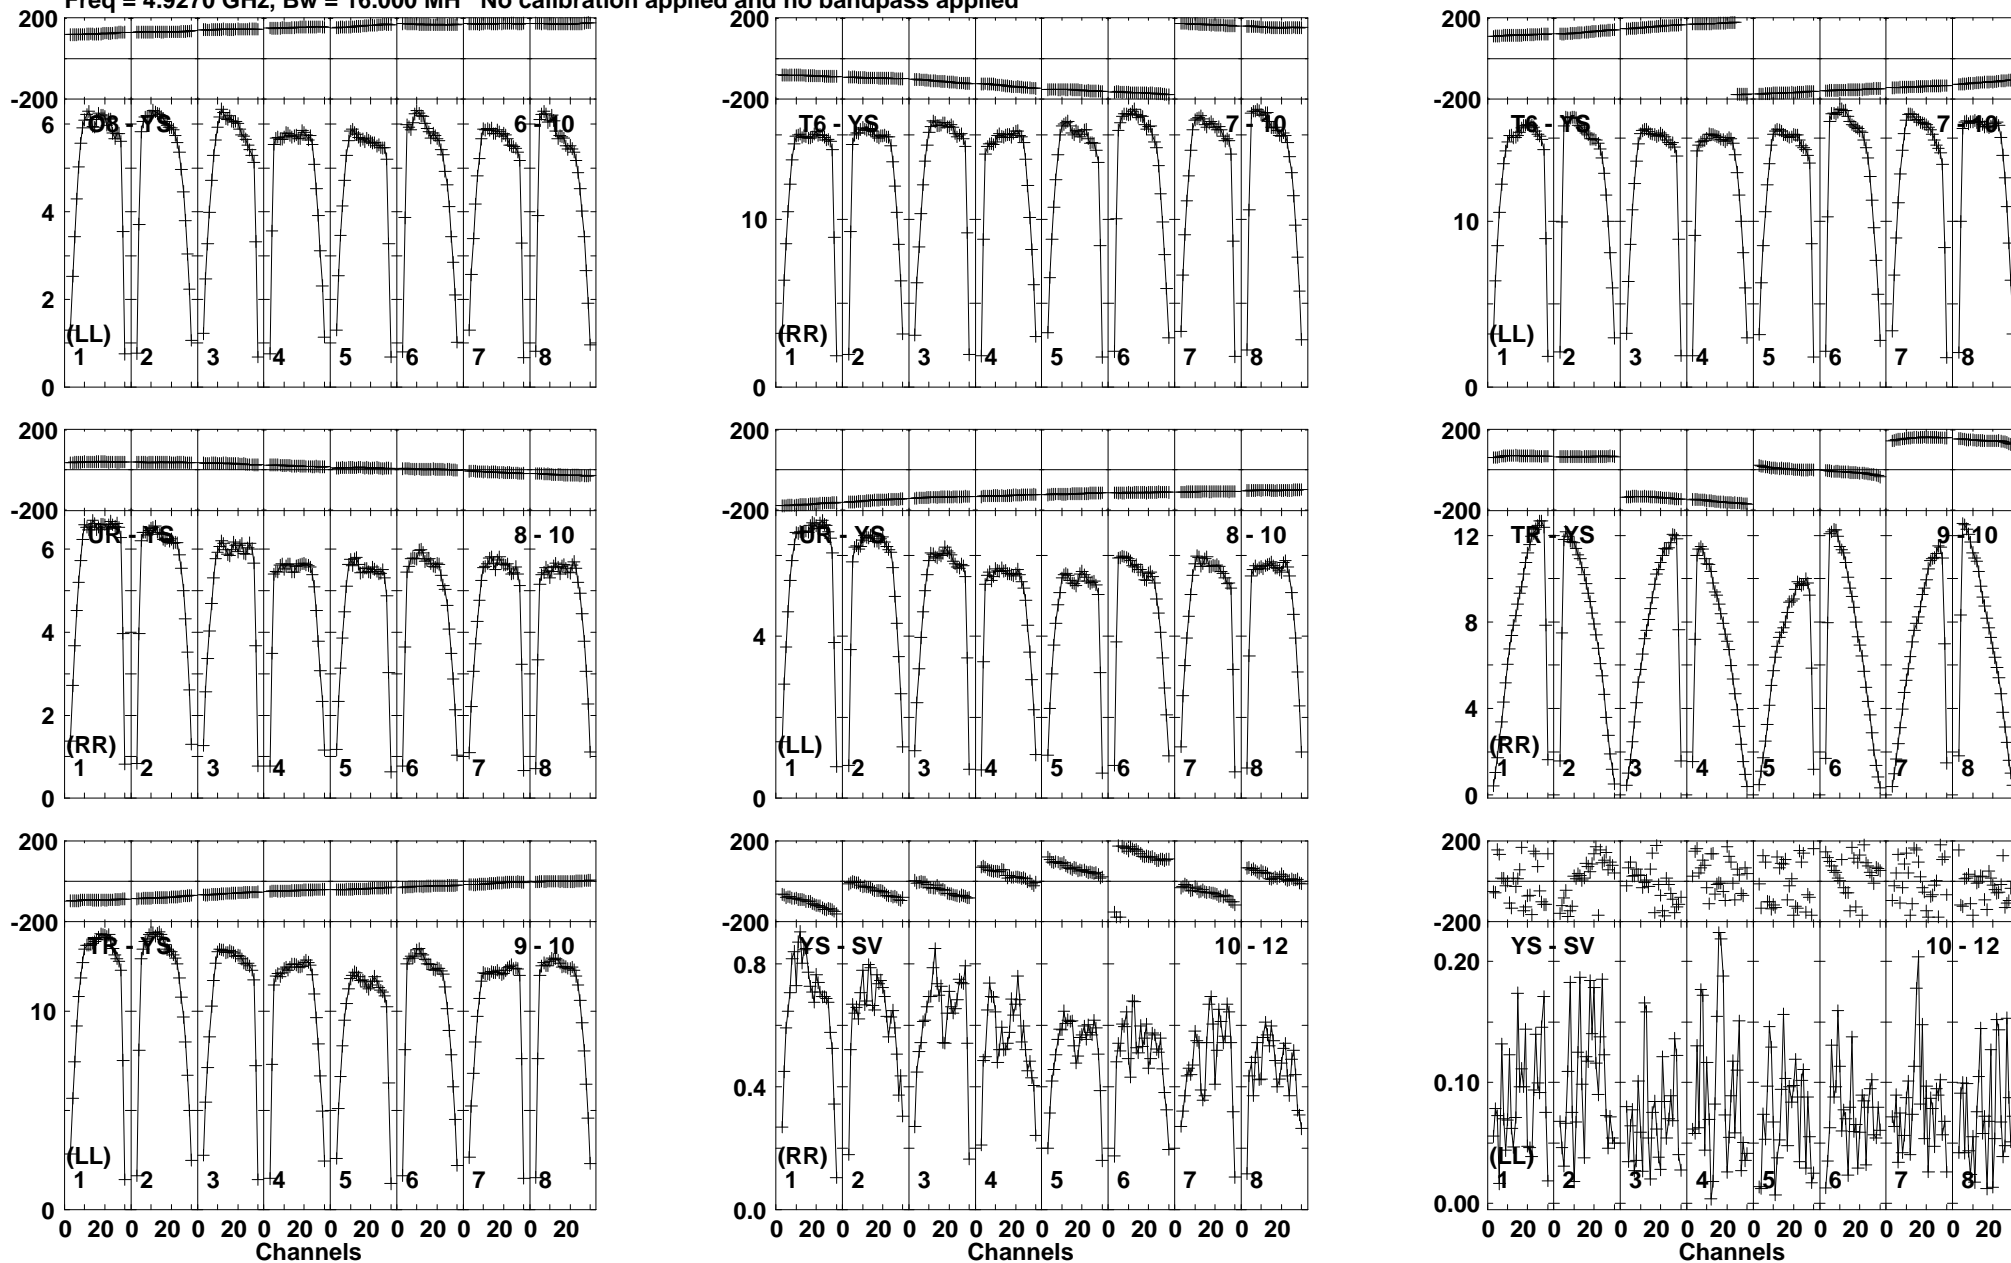 Freq = 4.9270 GHz, Bw = 16.000 MH No calibration applied and no bandpass applied
200 200 200
-200 -200 -200
O8 - YS 6 - 10 T6 - YS 7 - 10 T6 - YS 7 - 10
6
4
10 10
2
(LL) (RR) (LL)
1 2 3 4 5 6 7 8 1 2 3 4 5 6 7 8 1 2 3 4 5 6 7 8
0 0 0
200 200 200
-200 -200 -200
UR - YS 8 - 10 UR - YS 8 - 10 TR - YS 9 - 10
6 12
8
4 4
4
2
(RR) (LL) (RR)
1 2 3 4 5 6 7 8 1 2 3 4 5 6 7 8 1 2 3 4 5 6 7 8
0 0 0
200 200 200
-200 -200 -200
TR - YS 9 - 10 YS - SV 10 - 12 YS - SV 10 - 12
0.8 0.20
10
0.4 0.10
(LL) (RR) (LL)
1 2 3 4 5 6 7 8 1 2 3 4 5 6 7 8 1 2 3 4 5 6 7 8
0 0.0 0.00
0 20 0 20 0 20 0 20 0 20 0 20 0 20 0 20 0 20 0 20 0 20 0 20 0 20 0 20 0 20 0 20 0 20 0 20 0 20 0 20 0 20 0 20 0 20 0 20
Channels Channels Channels